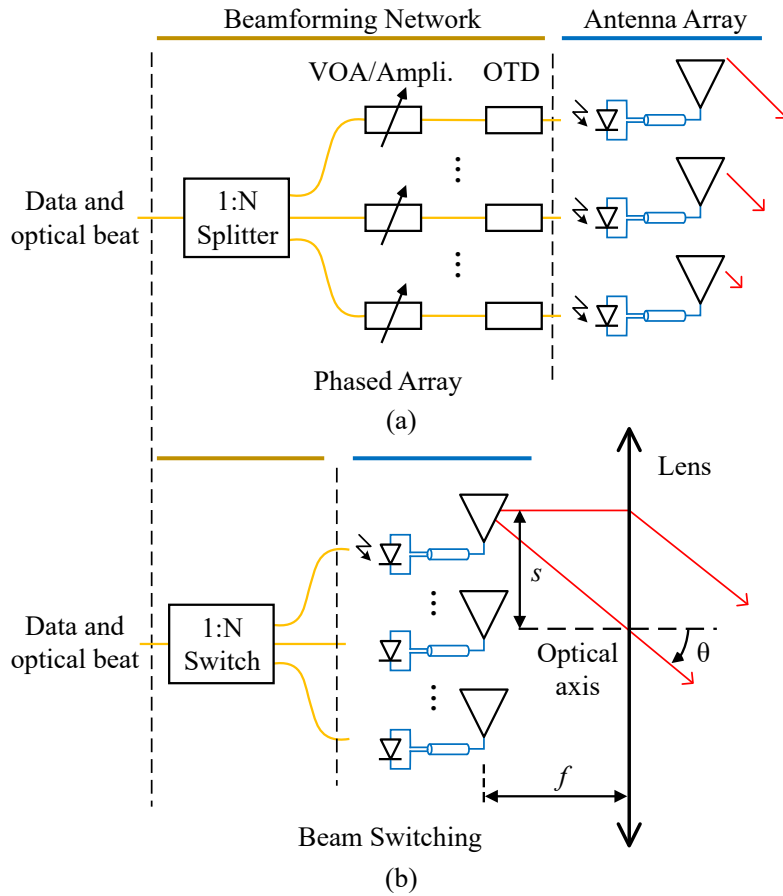 Beamforming Network
Antenna Array
VOA/Ampli.
OTD
Data and
optical beat
1:N
Splitter
Phased Array
(a)
Lens
s
Data and
optical beat
1:N
Switch
Optical
axis
θ
f
Beam Switching
(b)